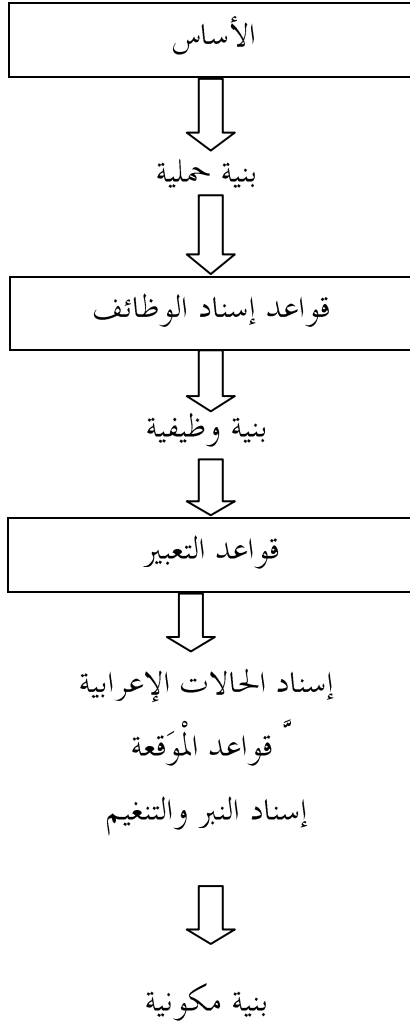 الأساس
بنية حملية
قواعد إسناد الوظائف
بنية وظيفية
قواعد التعبير
إسناد الحالات الإعرابية
قواعد الْموَقعة َّ
إسناد النبر والتنغيم
بنية مكونية